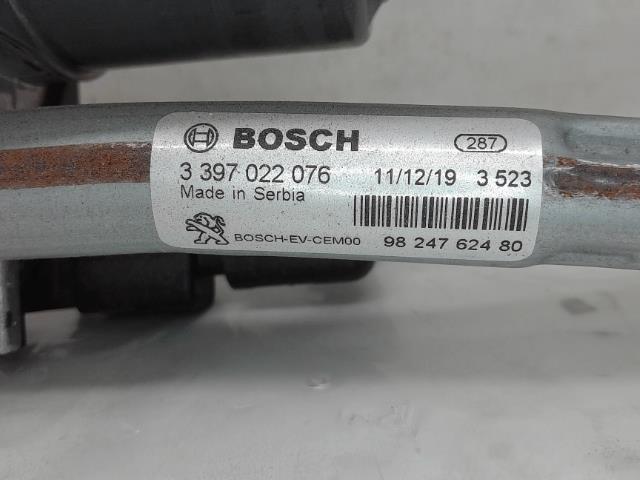 BOSCH 287
3 397 022 076 11/12/19 3 523
Made in Serbia
BOSCH-EV-CEM00 98 247 624 80